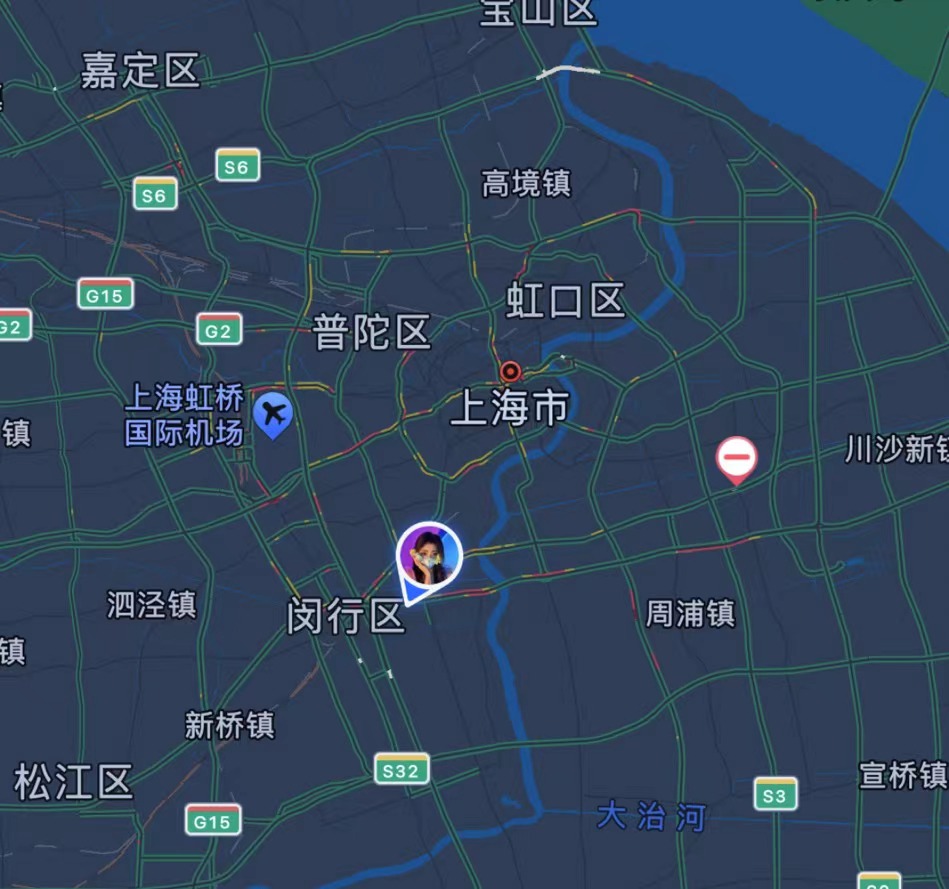 宝山区
嘉定区
S6
S6
高境镇
G15
虹口区
G2
G2
普陀区
上海虹桥
国际机场
上海市
镇
川沙新镇
泗泾镇
闵行区
周浦镇
镇
新桥镇
松江区
S32
宣桥镇
S3
大治河
G15